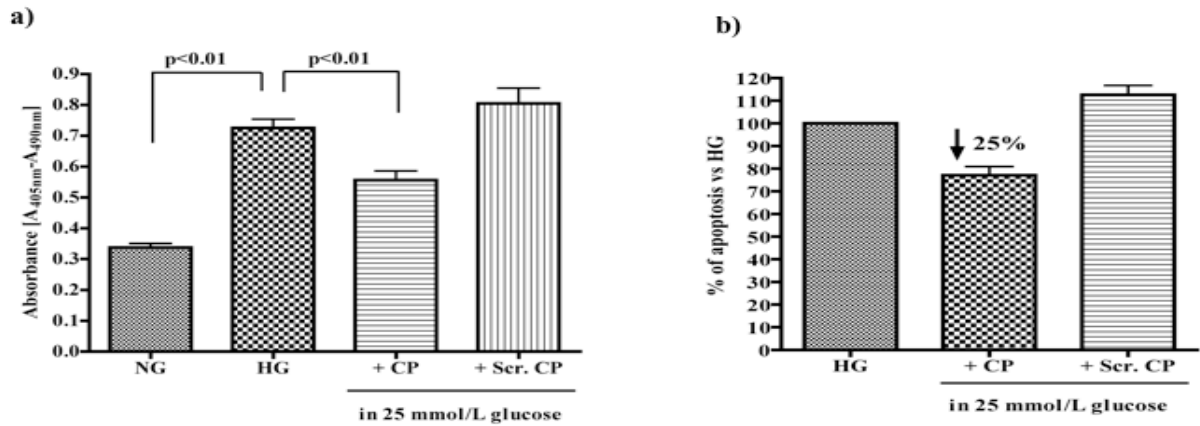 a)
p<0.01
p<0.01
Absorbance [A405nm-A490nm]
0.9
0.8
0.7
0.6
0.5
0.4
0.3
0.2
0.1
0.0
NG
HG
+ CP
+ Scr. CP
in 25 mmol/L glucose
b)
% of apoptosis vs HG
120
110
100
90
80
70
60
50
40
30
20
10
0
25%
HG
+ CP
+ Scr. CP
in 25 mmol/L glucose